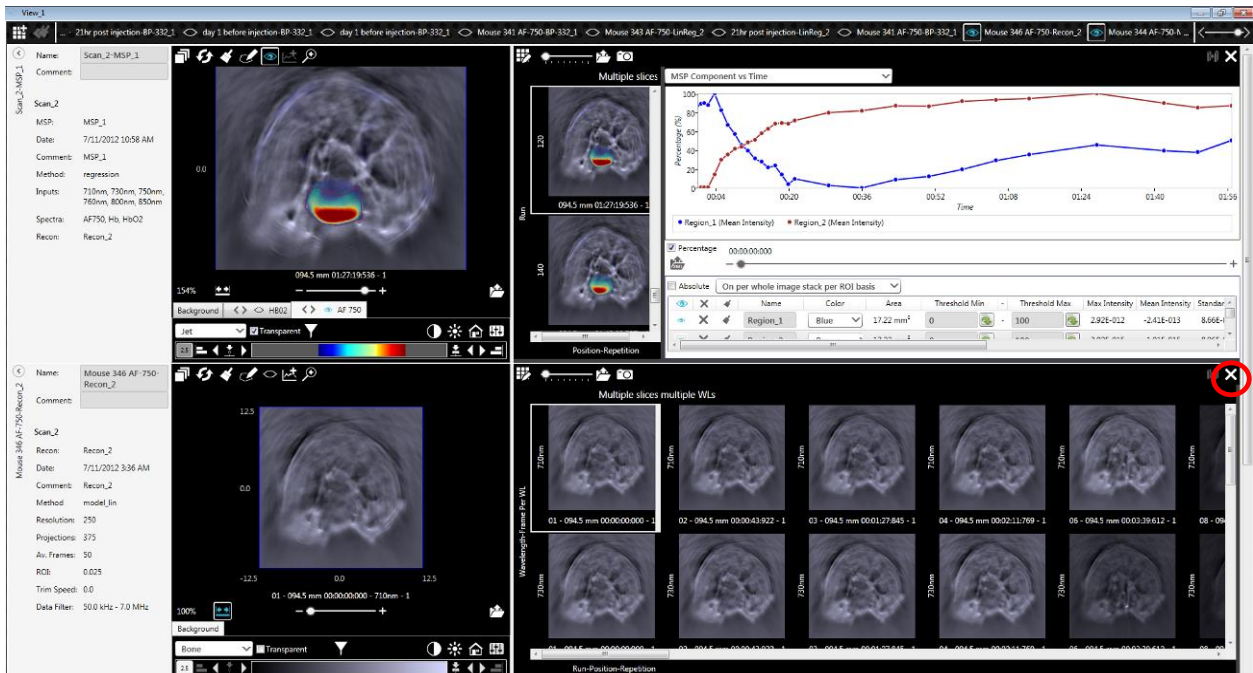 View_1
... 21hr post injection-BP-332_1 day 1 before injection-BP-332_1 day 1 before injection-BP-332_1 Mouse 341 AF-750-BP-332_1 Mouse 343 AF-750-LinReg_2 21hr post injection-LinReg_2 Mouse 341 AF-750-BP-332_1 Mouse 346 AF-750-Recon_2 Mouse 344 AF-750-
Scan_2-MSP_1
Name: Scan_2-MSP_1
Comment:
Scan_2
MSP: MSP_1
Date: 7/11/2012 10:58 AM
Comment: MSP_1
Method: regression
Inputs: 710nm, 730nm, 750nm,
760nm, 800nm, 850nm
Spectra: AF750, Hb, HbO2
Recon: Recon_2
0.0
094.5 mm 01:27:19:536 - 1
154%
Background HBO2 AF 750
Jet Transparent
2.5
Multiple slices
Run
120
094.5 mm 01:27:19:536 - 1
140
Position-Repetition
MSP Component vs Time
Percentage (%)
100
80
60
40
20
0
00:04 00:20 00:36 00:52 01:08 01:24 01:40 01:56
Time
Region_1 (Mean Intensity) Region_2 (Mean Intensity)
Percentage 00:00:00:000
Absolute On per whole image stack per ROI basis
Name Color Area Threshold Min - Threshold Max Max Intensity Mean Intensity Standar
Region_1 Blue 17.22 mm² 0 - 100 2.92E-012 -2.41E-013 8.66E-
Mouse 346 AF-750-Recon_2
Name: Mouse 346 AF-750-
Recon_2
Comment:
Scan_2
Recon: Recon_2
Date: 7/11/2012 3:36 AM
Comment: Recon_2
Method model_lin
Resolution: 250
Projections: 375
Av. Frames: 50
ROI: 0.025
Trim Speed: 0.0
Data Filter: 50.0 kHz - 7.0 MHz
12.5
0.0
-12.5 0.0 12.5
01 - 094.5 mm 00:00:00:000 - 710nm - 1
100%
Background
Bone Transparent
2.5
Multiple slices multiple WLs
Wavelength-Frame Per WL
710nm 710nm 710nm 710nm 710nm 710nm
01 - 094.5 mm 00:00:00:000 - 1 02 - 094.5 mm 00:00:43:922 - 1 03 - 094.5 mm 00:01:27:845 - 1 04 - 094.5 mm 00:02:11:769 - 1 06 - 094.5 mm 00:03:39:612 - 1 08 - 09
730nm 730nm 730nm 730nm 730nm 730nm
Run-Position-Repetition